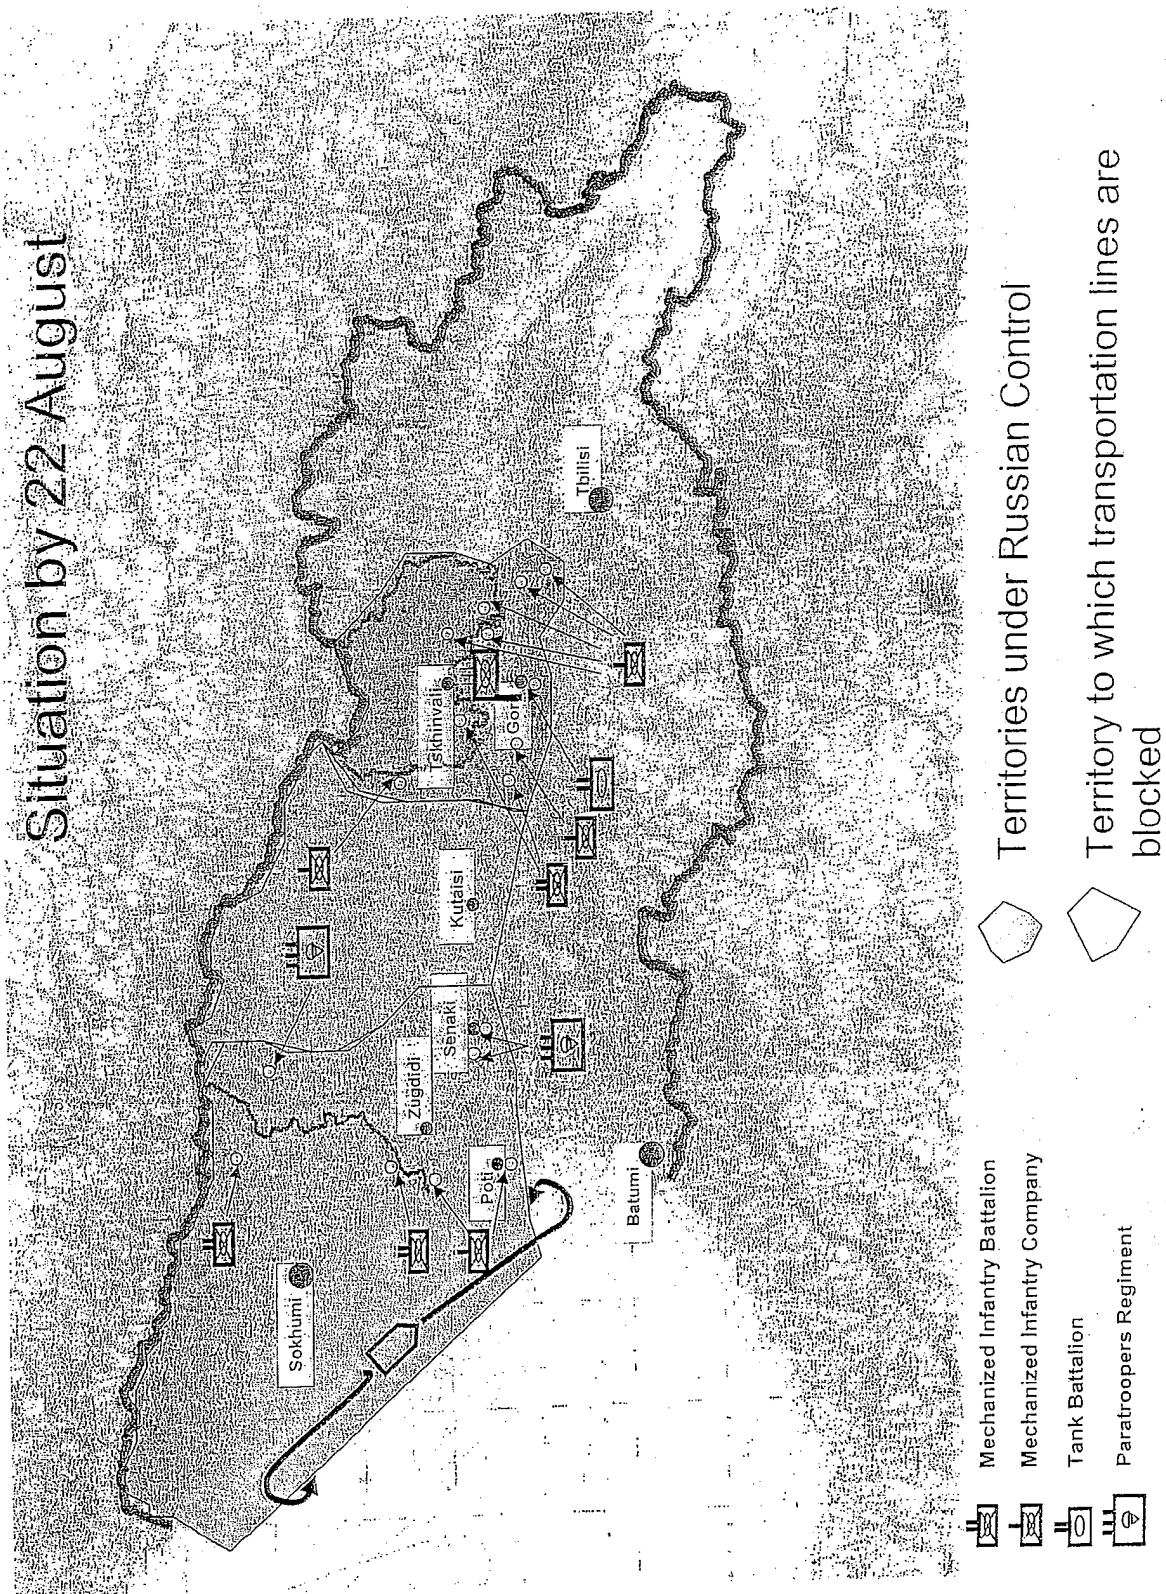 Situation by 22 August
Sokhumi
Zugdidi
Senaki
Poti
Kutaisi
Tskhinvali
Gori
Tbilisi
Batumi
Mechanized Infantry Battalion
Mechanized Infantry Company
Tank Battalion
Paratroopers Regiment
Territories under Russian Control
Territory to which transportation lines are
blocked